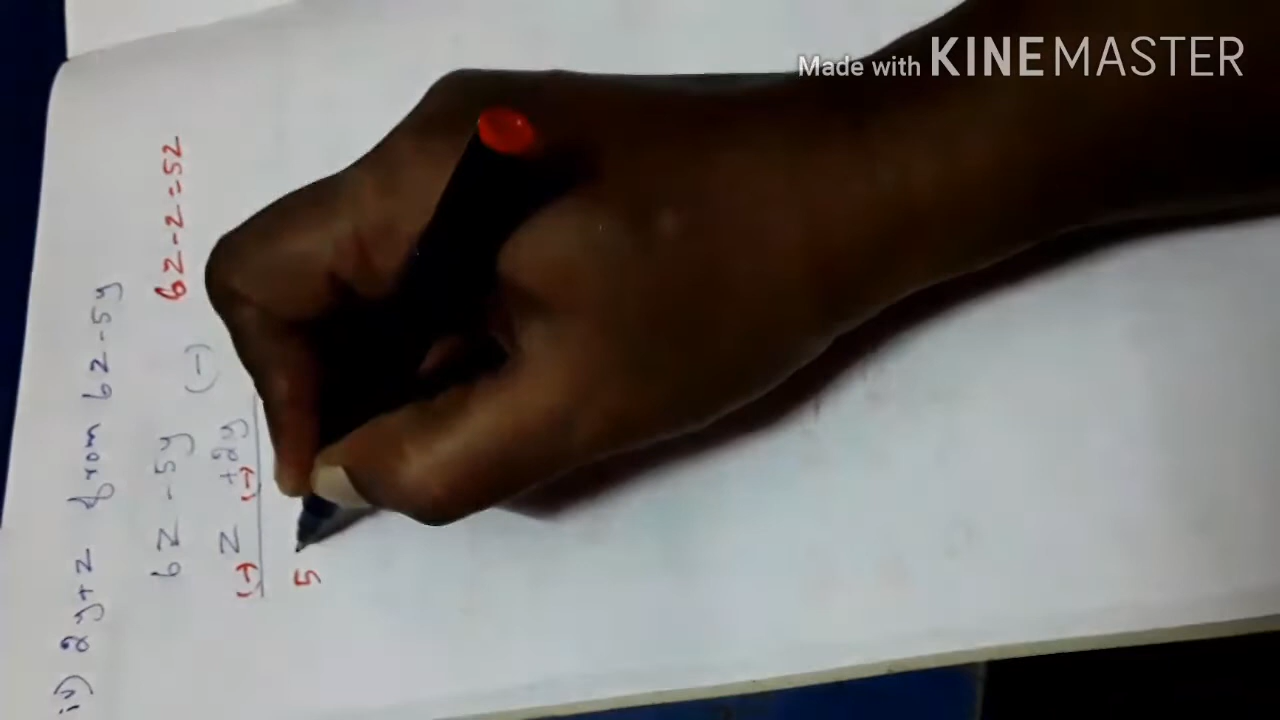 Made with KINEMASTER
iv) 2y+z from 6z-5y
6z-5y (-) 6z-z=5z
(-)z (-)+2y
5